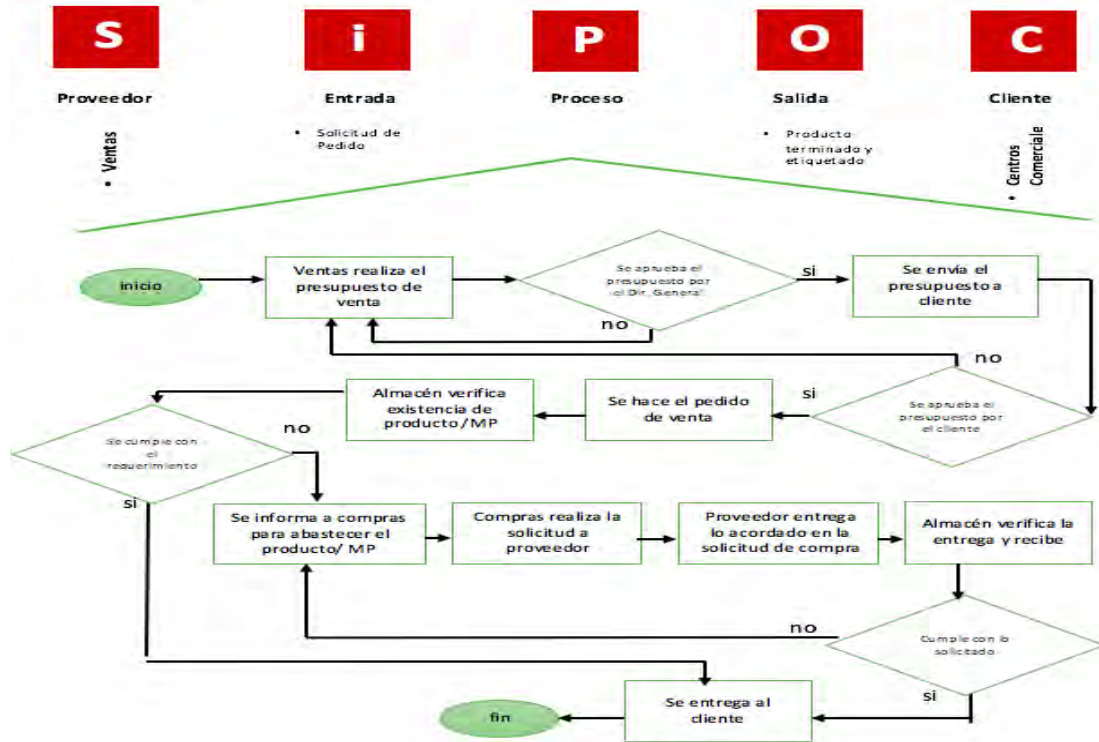 S i P O C
Proveedor Entrada Proceso Salida Cliente
• Ventas
• Solicitud de
Pedido
• Producto
terminado y
etiquetado
• Centros
Comerciale
inicio
Ventas realiza el
presupuesto de
venta
Se aprueba el
presupuesto por
el Dir. General
si
no
Se envía el
presupuesto a
cliente
no
Se aprueba el
presupuesto por
el cliente
si
Se hace el pedido
de venta
Almacén verifica
existencia de
producto/MP
Se cumple con
el
requerimiento
no
si
Se informa a compras
para abastecer el
producto/ MP
Compras realiza la
solicitud a
proveedor
Proveedor entrega
lo acordado en la
solicitud de compra
Almacén verifica la
entrega y recibe
Cumple con lo
solicitado
no
si
Se entrega al
cliente
fin